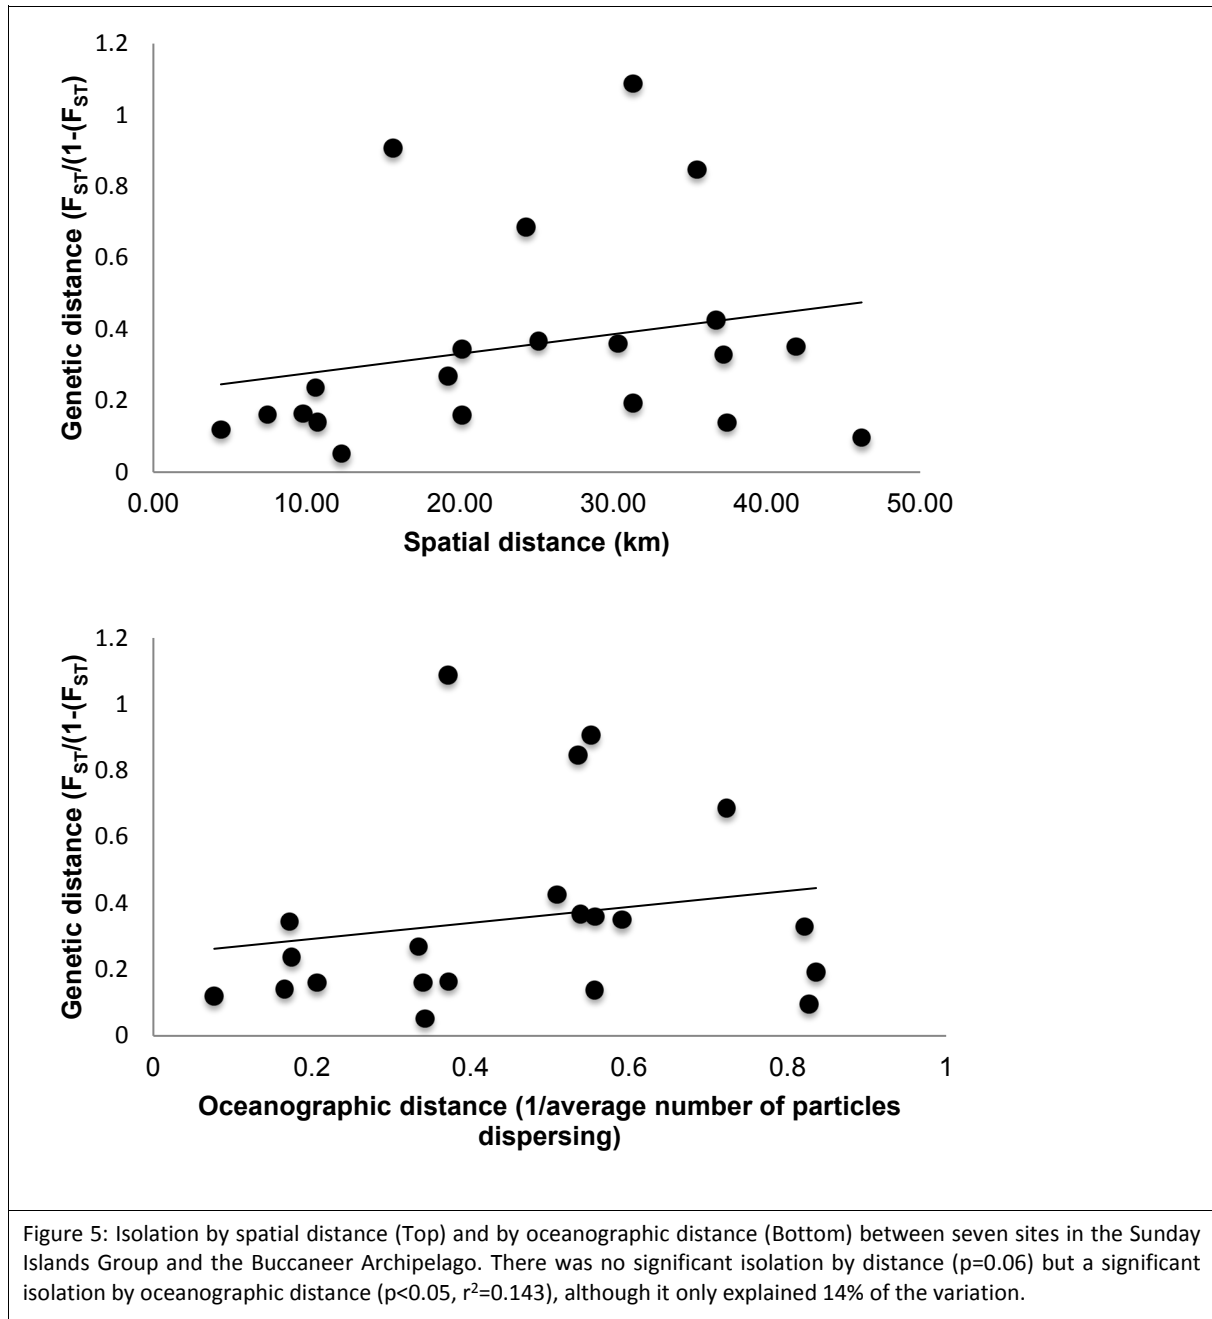 1.2
1
0.8
0.6
0.4
0.2
0
Genetic distance (F_ST/(1-(F_ST)
0.00 10.00 20.00 30.00 40.00 50.00
Spatial distance (km)
1.2
1
0.8
0.6
0.4
0.2
0
Genetic distance (F_ST/(1-(F_ST)
0 0.2 0.4 0.6 0.8 1
Oceanographic distance (1/average number of particles
dispersing)
Figure 5: Isolation by spatial distance (Top) and by oceanographic distance (Bottom) between seven sites in the Sunday
Islands Group and the Buccaneer Archipelago. There was no significant isolation by distance (p=0.06) but a significant
isolation by oceanographic distance (p<0.05, r²=0.143), although it only explained 14% of the variation.